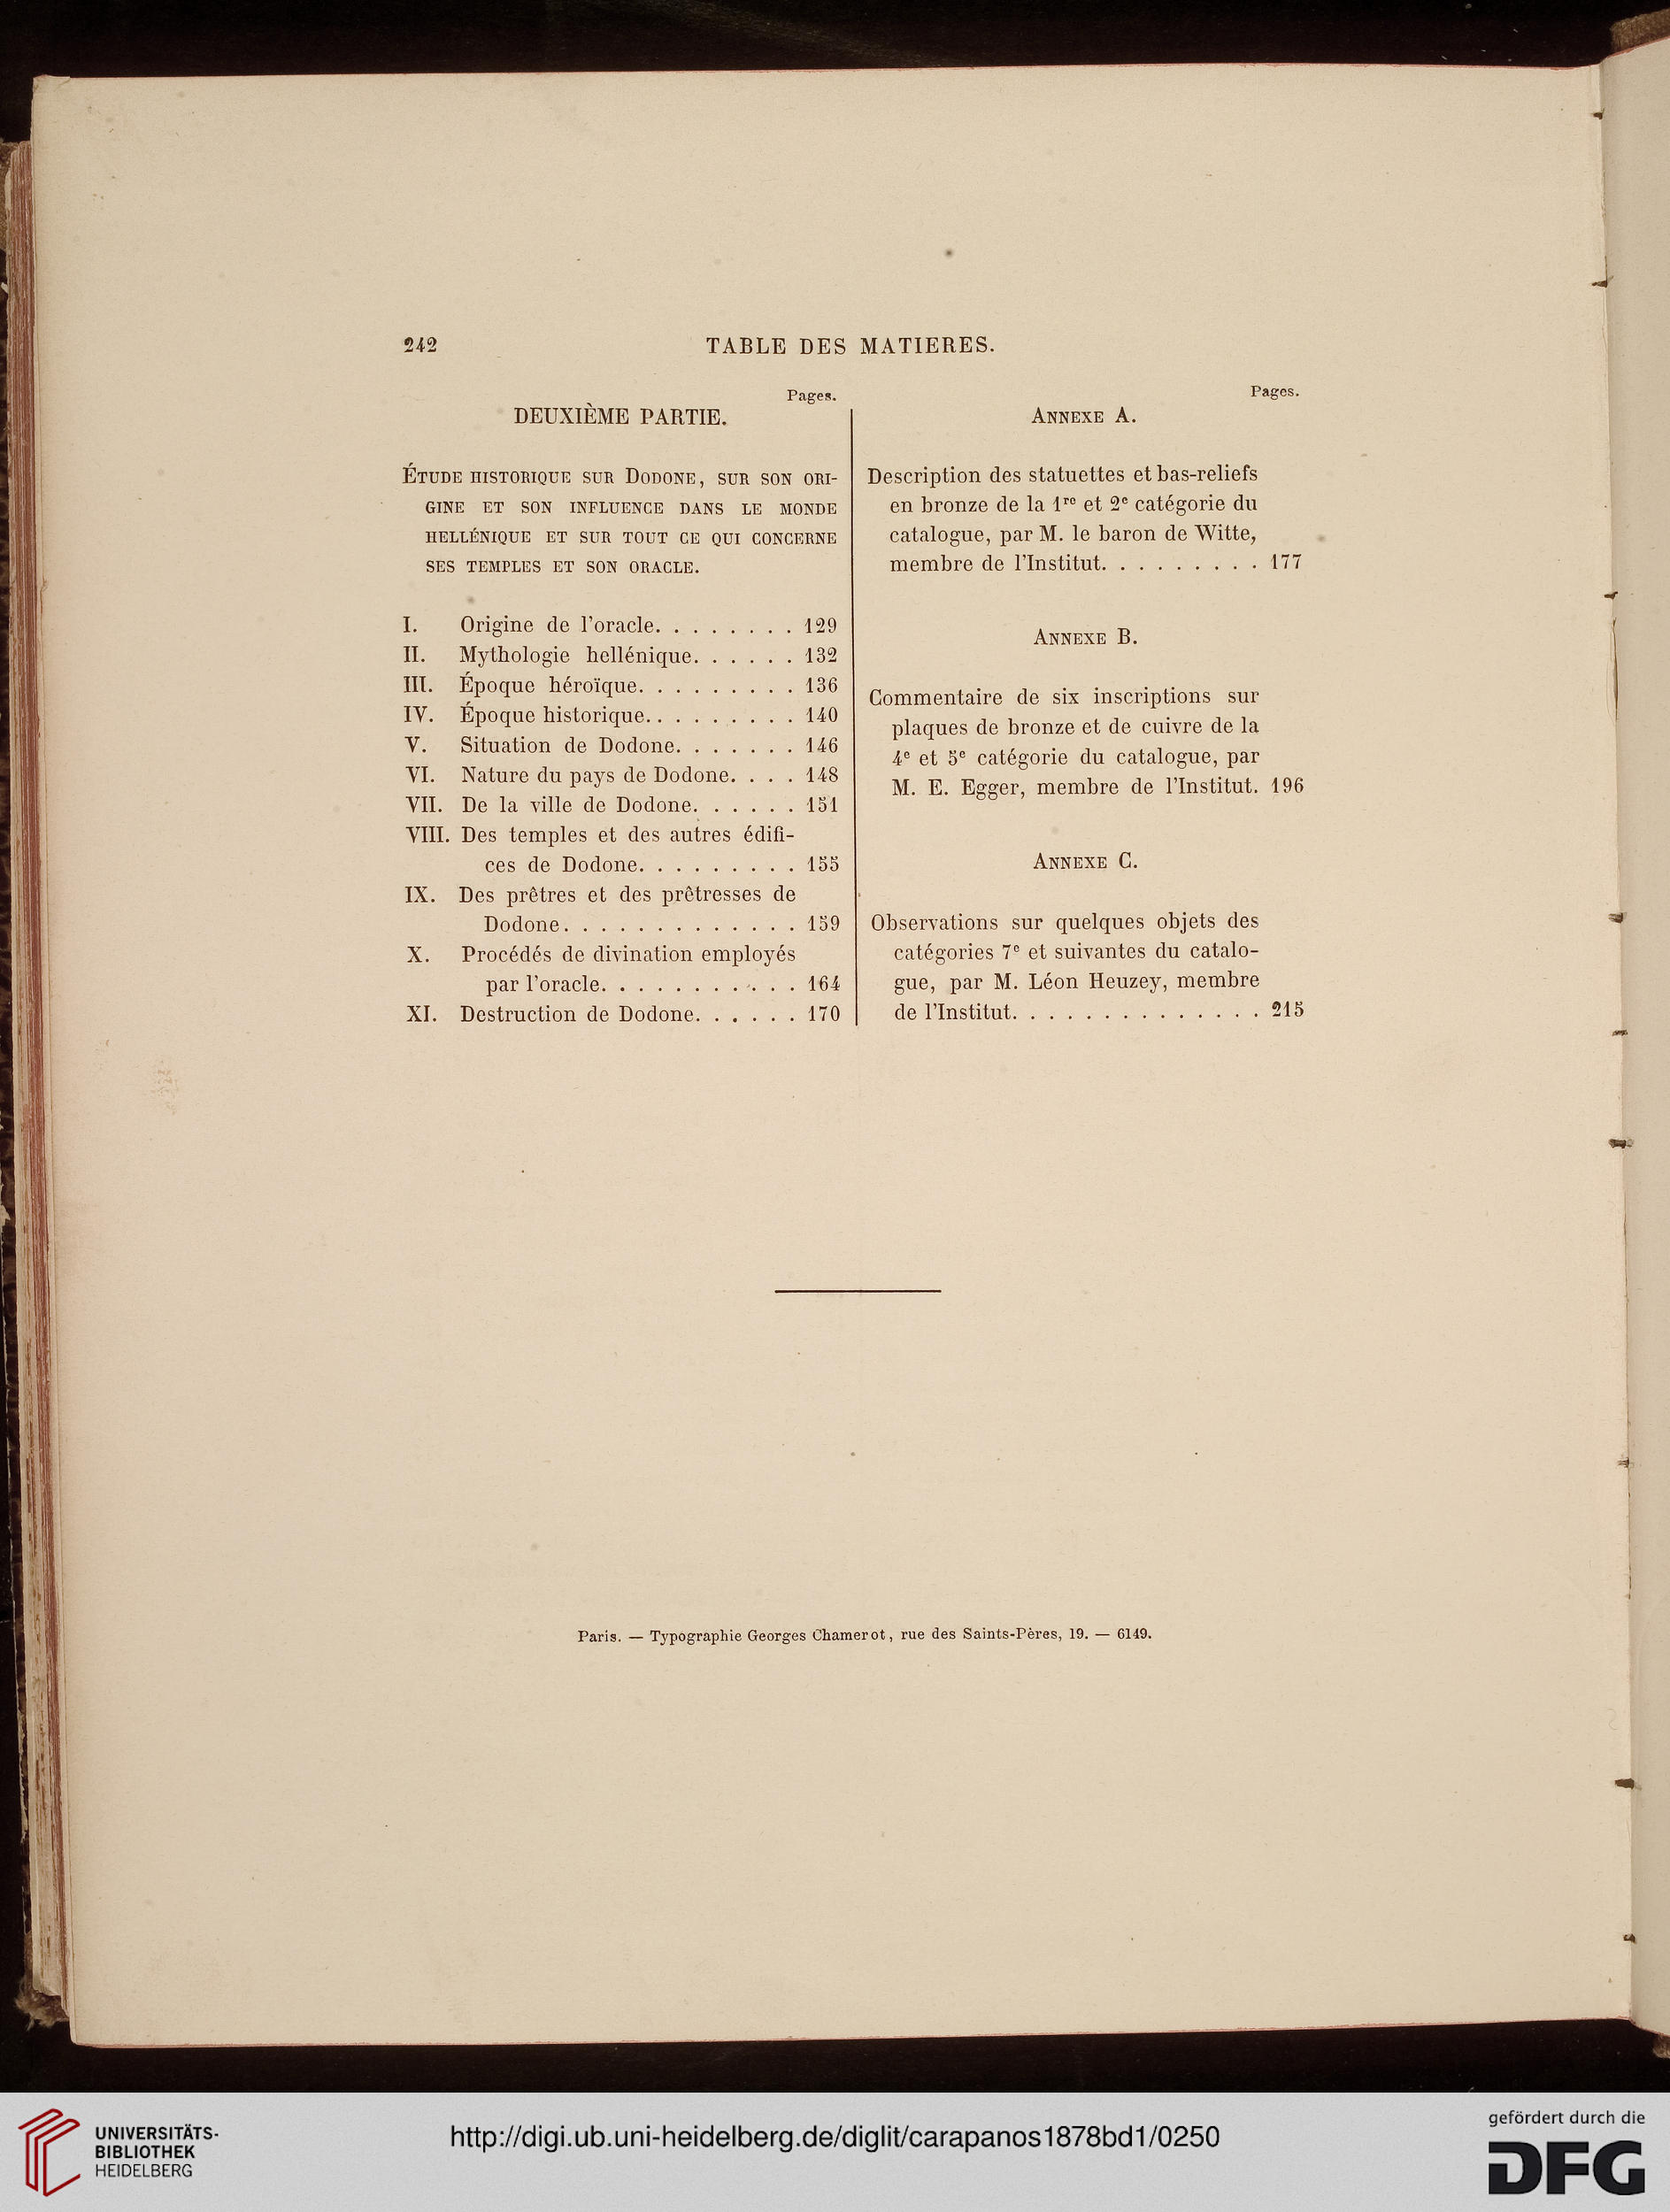 242
TABLE DES MATIERES.
Pages.
DEUXIÈME PARTIE.
ÉTUDE HISTORIQUE SUR DODONE, SUR SON ORI-
GINE ET SON INFLUENCE DANS LE MONDE
HELLÉNIQUE ET SUR TOUT CE QUI CONCERNE
SES TEMPLES ET SON ORACLE.
I. Origine de l'oracle. . . . . . . . 129
II. Mythologie hellénique. . . . . . 132
III. Époque héroïque. . . . . . . . . 136
IV. Époque historique. . . . . . . . . 140
V. Situation de Dodone. . . . . . . 146
VI. Nature du pays de Dodone. . . . 148
VII. De la ville de Dodone. . . . . . 151
VIII. Des temples et des autres édifi-
ces de Dodone. . . . . . . . . 155
IX. Des prêtres et des prêtresses de
Dodone. . . . . . . . . . . . . 159
X. Procédés de divination employés
par l'oracle. . . . . . . . . . . 164
XI. Destruction de Dodone. . . . . . 170
Pages.
ANNEXE A.
Description des statuettes et bas-reliefs
en bronze de la 1re et 2e catégorie du
catalogue, par M. le baron de Witte,
membre de l'Institut. . . . . . . . . 177
ANNEXE B.
Commentaire de six inscriptions sur
plaques de bronze et de cuivre de la
4e et 5e catégorie du catalogue, par
M. E. Egger, membre de l'Institut. 196
ANNEXE C.
Observations sur quelques objets des
catégories 7e et suivantes du catalo-
gue, par M. Léon Heuzey, membre
de l'Institut. . . . . . . . . . . . . . 215
Paris. — Typographie Georges Chamerot, rue des Saints-Pères, 19. — 6149.
UNIVERSITÄTS-
BIBLIOTHEK
HEIDELBERG
http://digi.ub.uni-heidelberg.de/diglit/carapanos1878bd1/0250
gefördert durch die
DFG